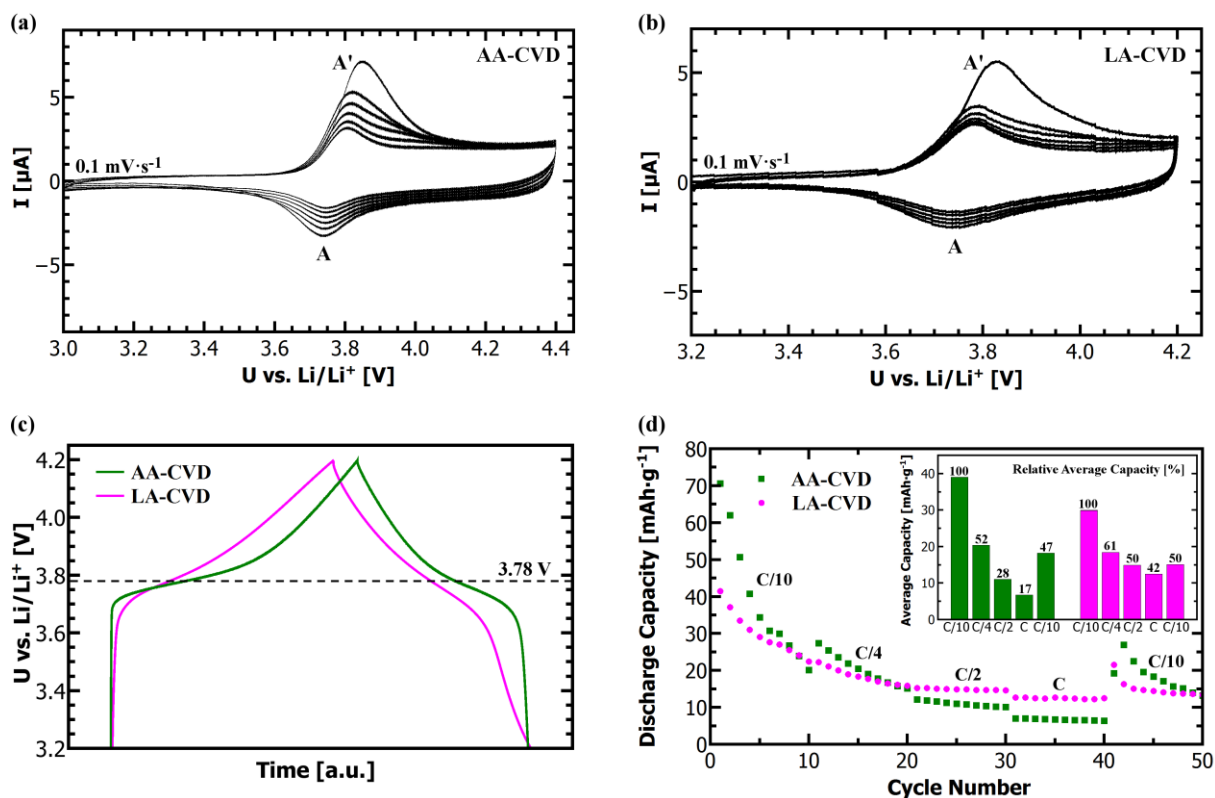 (a)
AA-CVD
A'
0.1 mV·s⁻¹
A
I [µA]
5
0
−5
3.0 3.2 3.4 3.6 3.8 4.0 4.2 4.4
U vs. Li/Li⁺ [V]
(b)
LA-CVD
A'
0.1 mV·s⁻¹
A
I [µA]
5
0
−5
3.2 3.4 3.6 3.8 4.0 4.2
U vs. Li/Li⁺ [V]
(c)
AA-CVD
LA-CVD
3.78 V
U vs. Li/Li⁺ [V]
4.2
4.0
3.8
3.6
3.4
3.2
Time [a.u.]
(d)
AA-CVD
LA-CVD
Discharge Capacity [mAh·g⁻¹]
80
70
60
50
40
30
20
10
0
C/10
C/4
C/2
C
C/10
0 10 20 30 40 50
Cycle Number
Relative Average Capacity [%]
Average Capacity [mAh·g⁻¹]
40
30
20
10
0
100 52 28 17 47 100 61 50 42 50
C/10 C/4 C/2 C C/10 C/10 C/4 C/2 C C/10